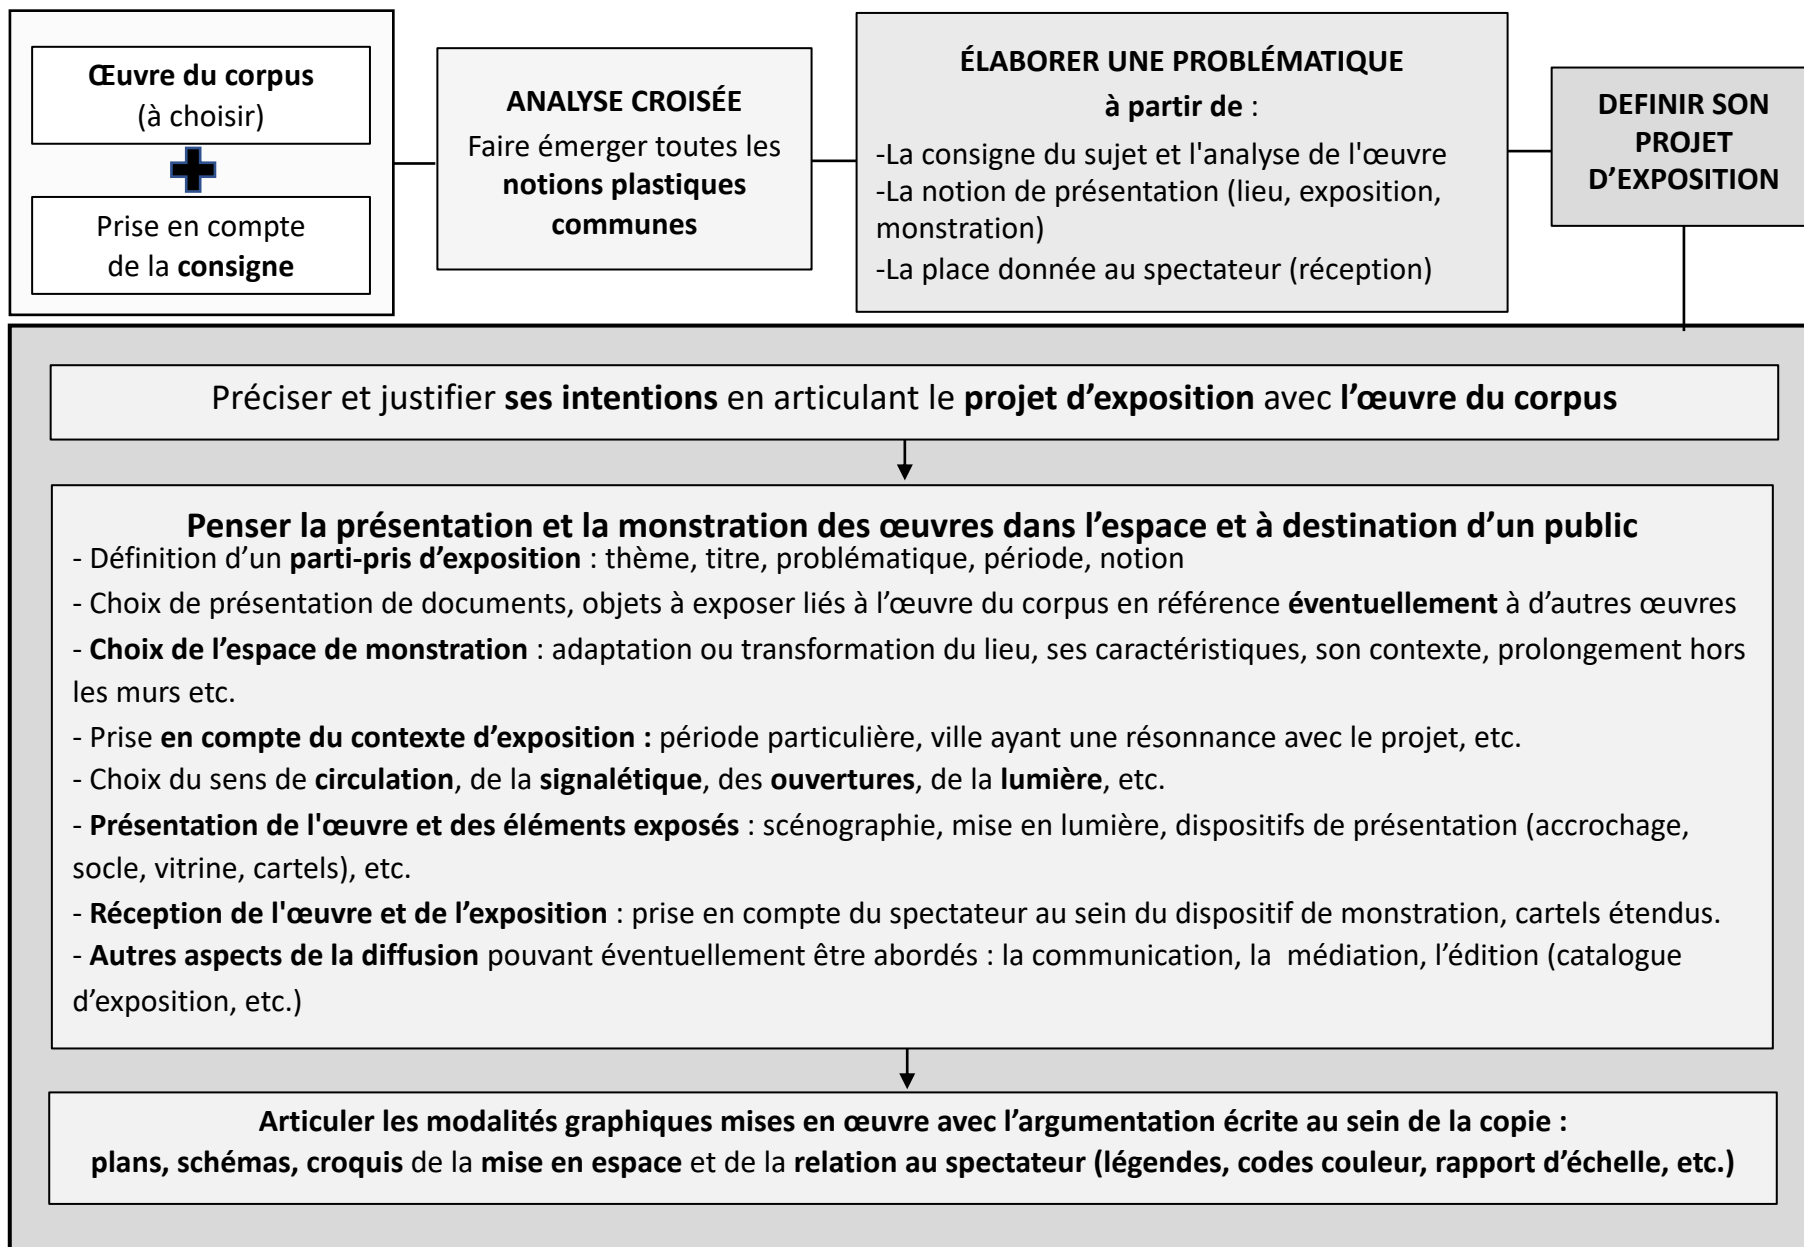 Œuvre du corpus
(à choisir)
Prise en compte
de la consigne
ANALYSE CROISÉE
Faire émerger toutes les
notions plastiques
communes
ÉLABORER UNE PROBLÉMATIQUE
à partir de :
-La consigne du sujet et l'analyse de l'œuvre
-La notion de présentation (lieu, exposition,
monstration)
-La place donnée au spectateur (réception)
DEFINIR SON
PROJET
D’EXPOSITION
Préciser et justifier ses intentions en articulant le projet d’exposition avec l’œuvre du corpus
Penser la présentation et la monstration des œuvres dans l’espace et à destination d’un public
- Définition d’un parti-pris d’exposition : thème, titre, problématique, période, notion
- Choix de présentation de documents, objets à exposer liés à l’œuvre du corpus en référence éventuellement à d’autres œuvres
- Choix de l’espace de monstration : adaptation ou transformation du lieu, ses caractéristiques, son contexte, prolongement hors
les murs etc.
- Prise en compte du contexte d’exposition : période particulière, ville ayant une résonnance avec le projet, etc.
- Choix du sens de circulation, de la signalétique, des ouvertures, de la lumière, etc.
- Présentation de l'œuvre et des éléments exposés : scénographie, mise en lumière, dispositifs de présentation (accrochage,
socle, vitrine, cartels), etc.
- Réception de l'œuvre et de l’exposition : prise en compte du spectateur au sein du dispositif de monstration, cartels étendus.
- Autres aspects de la diffusion pouvant éventuellement être abordés : la communication, la  médiation, l’édition (catalogue
d’exposition, etc.)
Articuler les modalités graphiques mises en œuvre avec l’argumentation écrite au sein de la copie :
plans, schémas, croquis de la mise en espace et de la relation au spectateur (légendes, codes couleur, rapport d’échelle, etc.)